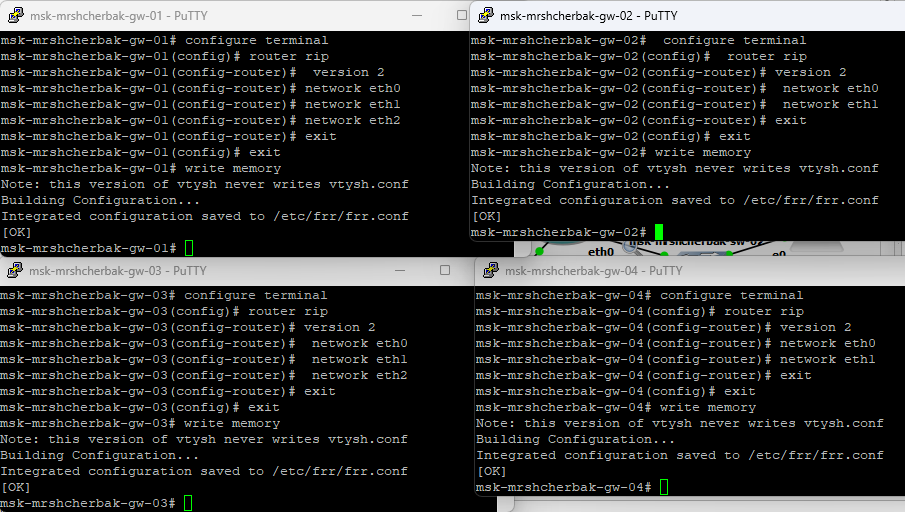 msk-mrshcherbak-gw-01 - PuTTY
msk-mrshcherbak-gw-01# configure terminal
msk-mrshcherbak-gw-01(config)# router rip
msk-mrshcherbak-gw-01(config-router)#  version 2
msk-mrshcherbak-gw-01(config-router)# network eth0
msk-mrshcherbak-gw-01(config-router)# network eth1
msk-mrshcherbak-gw-01(config-router)# network eth2
msk-mrshcherbak-gw-01(config-router)# exit
msk-mrshcherbak-gw-01(config)# exit
msk-mrshcherbak-gw-01# write memory
Note: this version of vtysh never writes vtysh.conf
Building Configuration...
Integrated configuration saved to /etc/frr/frr.conf
[OK]
msk-mrshcherbak-gw-01#
msk-mrshcherbak-gw-02 - PuTTY
msk-mrshcherbak-gw-02#  configure terminal
msk-mrshcherbak-gw-02(config)#  router rip
msk-mrshcherbak-gw-02(config-router)# version 2
msk-mrshcherbak-gw-02(config-router)#  network eth0
msk-mrshcherbak-gw-02(config-router)#  network eth1
msk-mrshcherbak-gw-02(config-router)# exit
msk-mrshcherbak-gw-02(config)# exit
msk-mrshcherbak-gw-02# write memory
Note: this version of vtysh never writes vtysh.conf
Building Configuration...
Integrated configuration saved to /etc/frr/frr.conf
[OK]
msk-mrshcherbak-gw-02#
eth0
msk-mrshcherbak-gw-03 - PuTTY
msk-mrshcherbak-gw-03# configure terminal
msk-mrshcherbak-gw-03(config)# router rip
msk-mrshcherbak-gw-03(config-router)# version 2
msk-mrshcherbak-gw-03(config-router)#  network eth0
msk-mrshcherbak-gw-03(config-router)#  network eth1
msk-mrshcherbak-gw-03(config-router)#  network eth2
msk-mrshcherbak-gw-03(config-router)# exit
msk-mrshcherbak-gw-03(config)# exit
msk-mrshcherbak-gw-03# write memory
Note: this version of vtysh never writes vtysh.conf
Building Configuration...
Integrated configuration saved to /etc/frr/frr.conf
[OK]
msk-mrshcherbak-gw-03#
msk-mrshcherbak-gw-04 - PuTTY
msk-mrshcherbak-gw-04# configure terminal
msk-mrshcherbak-gw-04(config)# router rip
msk-mrshcherbak-gw-04(config-router)# version 2
msk-mrshcherbak-gw-04(config-router)# network eth0
msk-mrshcherbak-gw-04(config-router)# network eth1
msk-mrshcherbak-gw-04(config-router)# exit
msk-mrshcherbak-gw-04(config)# exit
msk-mrshcherbak-gw-04# write memory
Note: this version of vtysh never writes vtysh.conf
Building Configuration...
Integrated configuration saved to /etc/frr/frr.conf
[OK]
msk-mrshcherbak-gw-04#